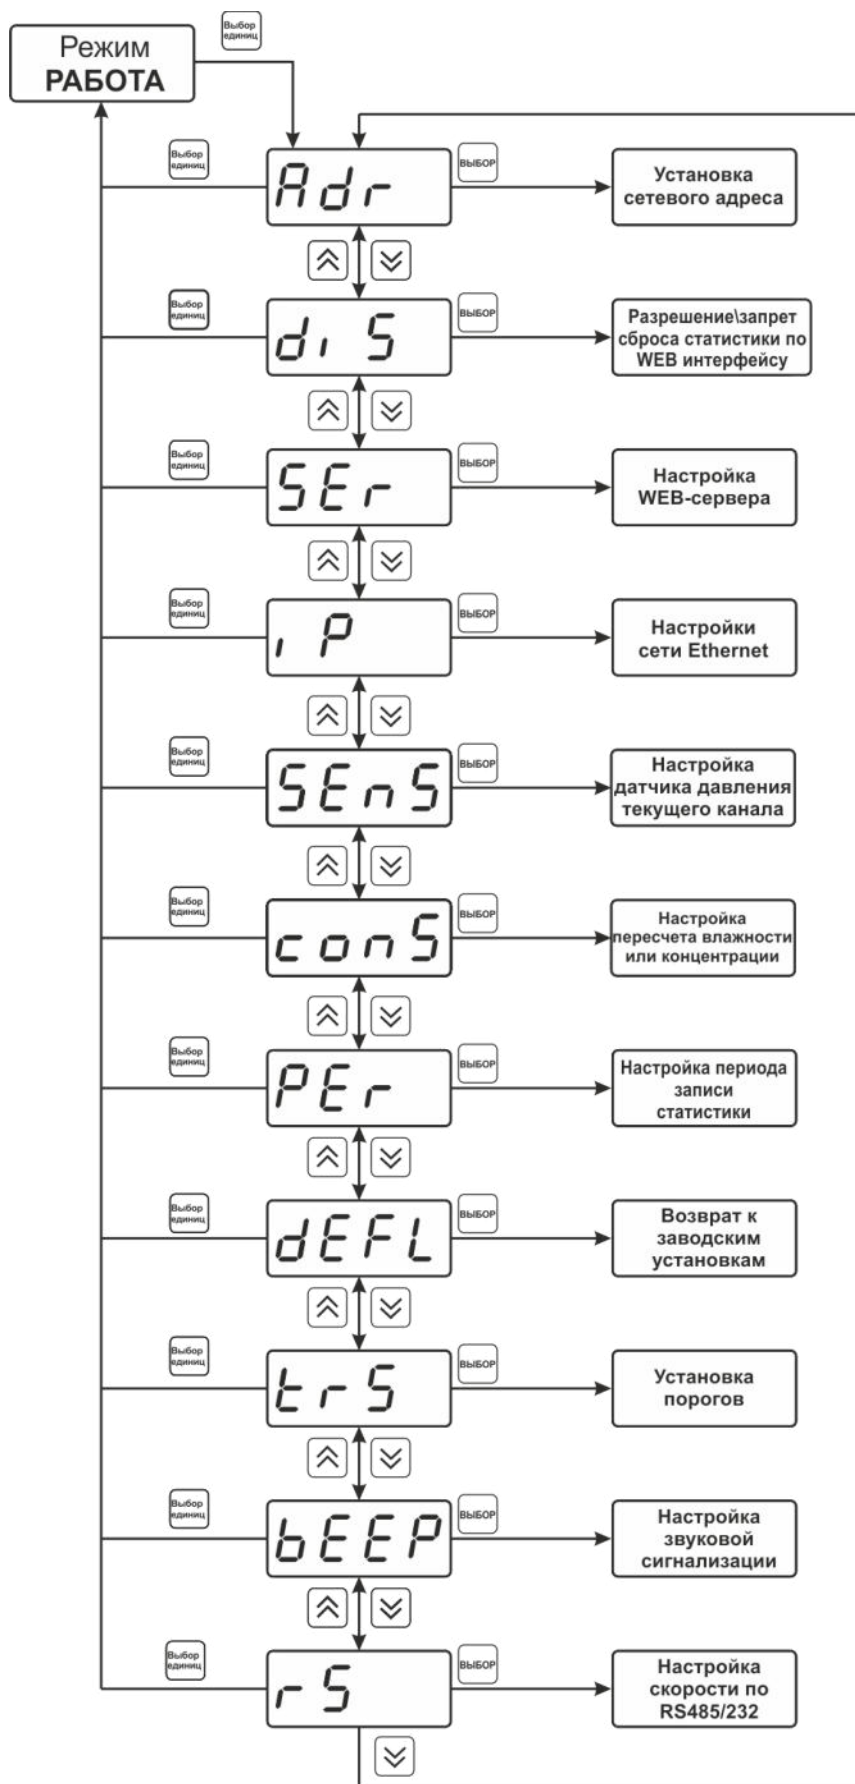 Режим
РАБОТА
Выбор
единиц
Выбор
единиц
Adr
ВЫБОР
Установка
сетевого адреса
Выбор
единиц
di S
ВЫБОР
Разрешение\запрет
сброса статистики по
WEB интерфейсу
Выбор
единиц
SEr
ВЫБОР
Настройка
WEB-сервера
Выбор
единиц
iP
ВЫБОР
Настройки
сети Ethernet
Выбор
единиц
SEnS
ВЫБОР
Настройка
датчика давления
текущего канала
Выбор
единиц
conS
ВЫБОР
Настройка
пересчета влажности
или концентрации
Выбор
единиц
PEr
ВЫБОР
Настройка периода
записи
статистики
Выбор
единиц
dEFL
ВЫБОР
Возврат к
заводским
установкам
Выбор
единиц
trS
ВЫБОР
Установка
порогов
Выбор
единиц
bEEP
ВЫБОР
Настройка
звуковой
сигнализации
Выбор
единиц
rS
ВЫБОР
Настройка
скорости по
RS485/232